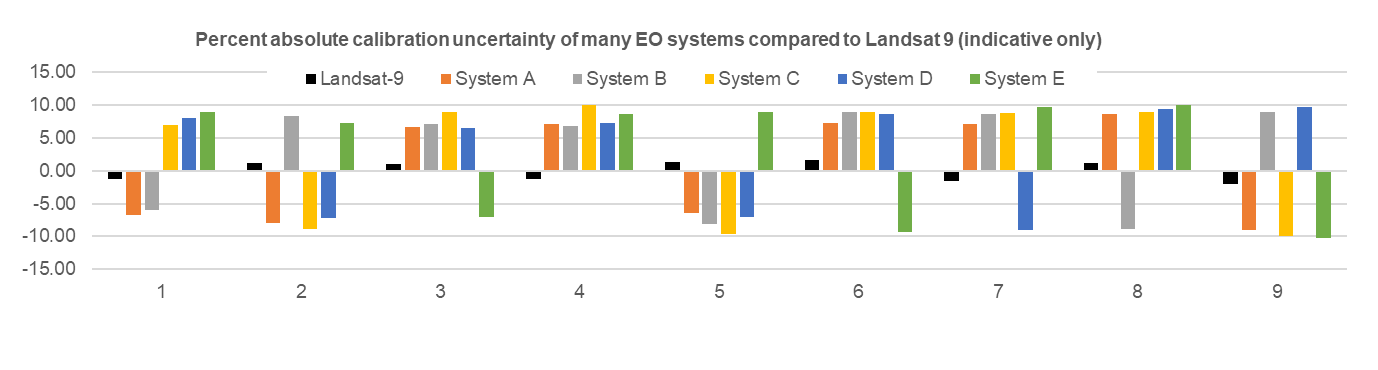 Percent absolute calibration uncertainty of many EO systems compared to Landsat 9 (indicative only)
15.00
Landsat-9 System A System B System C System D System E
10.00
5.00
0.00
-5.00
-10.00
-15.00
1 2 3 4 5 6 7 8 9